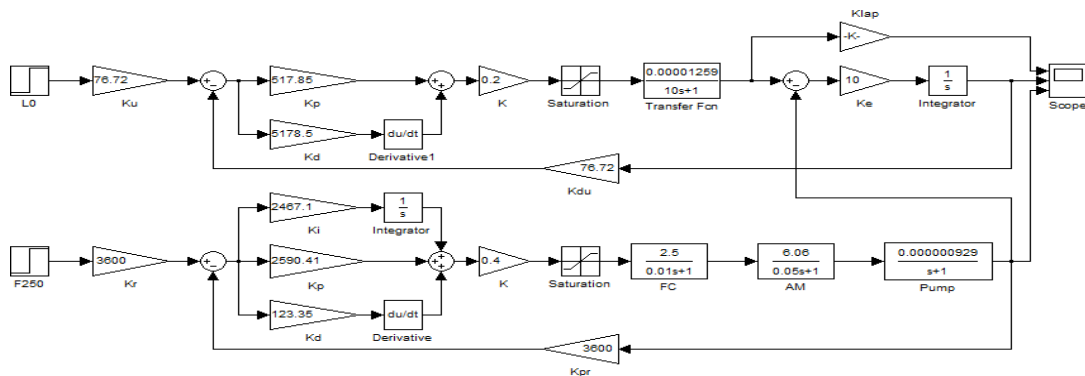 Klap
-K-
L0
76.72
Ku
517.85
Kp
0.2
K
Saturation
0.00001259
10s+1
Transfer Fcn
10
Ke
1
s
Integrator
Scope
5178.5
Kd
du/dt
Derivative1
76.72
Kdu
2467.1
Ki
1
s
Integrator
F250
3600
Kr
2590.41
Kp
0.4
K
Saturation
2.5
0.01s+1
FC
6.06
0.05s+1
AM
0.000000929
s+1
Pump
123.35
Kd
du/dt
Derivative
3600
Kpr